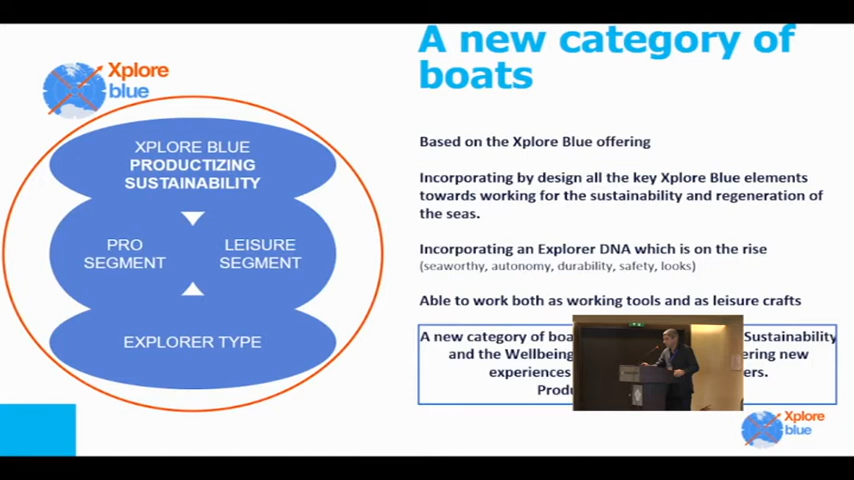 A new category of
boats
Xplore
blue
XPLORE BLUE
PRODUCTIZING
SUSTAINABILITY
PRO
SEGMENT
LEISURE
SEGMENT
EXPLORER TYPE
Based on the Xplore Blue offering
Incorporating by design all the key Xplore Blue elements
towards working for the sustainability and regeneration of
the seas.
Incorporating an Explorer DNA which is on the rise
(seaworthy, autonomy, durability, safety, looks)
Able to work both as working tools and as leisure crafts
A new category of Sustainability
and the Wellbeing new
experiences
Xplore
blue